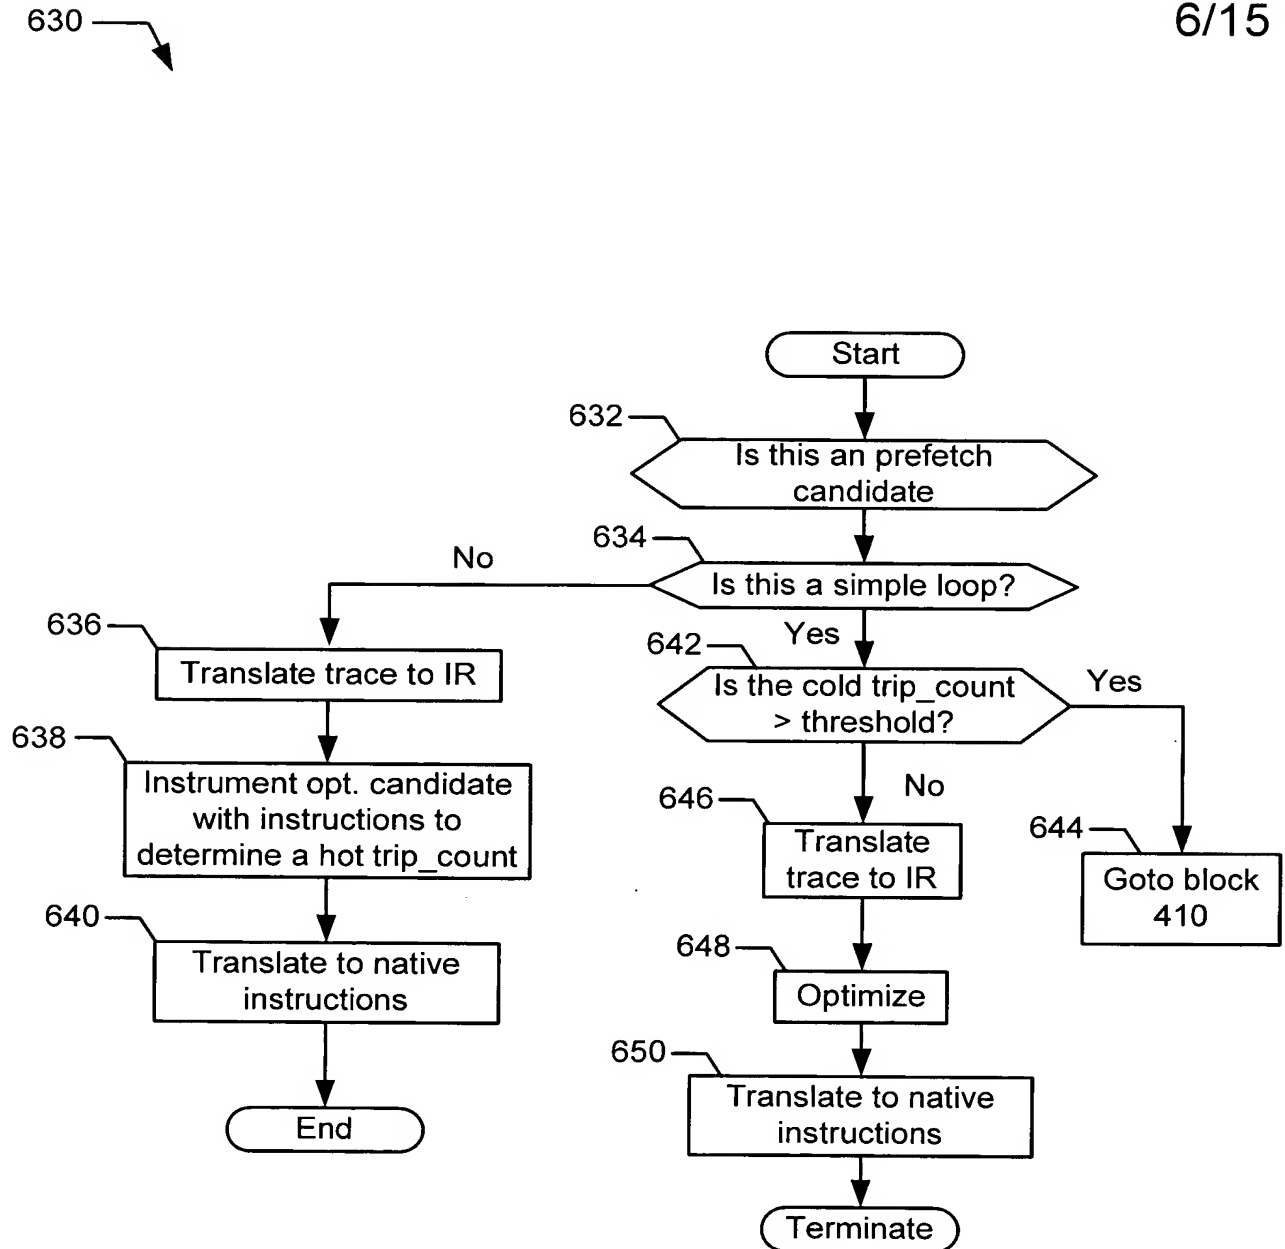 630
6/15
Start
632
Is this an prefetch
candidate
634
Is this a simple loop?
No
Yes
636
Translate trace to IR
642
Is the cold trip_count
> threshold?
Yes
No
638
Instrument opt. candidate
with instructions to
determine a hot trip_count
646
Translate
trace to IR
644
Goto block
410
640
Translate to native
instructions
648
Optimize
650
Translate to native
instructions
End
Terminate